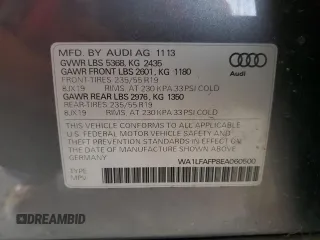 MFD. BY AUDI AG 11 13
GVWR LBS 5368, KG 2435
GAWR FRONT LBS 2601, KG 1180
FRONT-TIRES 235/55 R19
8JX19 RIMS, AT 230 KPA/33 PSI COLD
GAWR REAR LBS 2976, KG 1350
REAR-TIRES 235/55 R19
8JX19 RIMS, AT 230 KPA/33 PSI COLD
Audi
THIS VEHICLE CONFORMS TO ALL APPLICABLE
U.S. FEDERAL MOTOR VEHICLE SAFETY, BUMPER, AND
THEFT PREVENTION STANDARDS IN EFFECT
ON THE DATE OF MANUFACTURE SHOWN ABOVE.
GERMANY WA1LFAFP8EA060500
TYPE:
MPV
DREAMBID